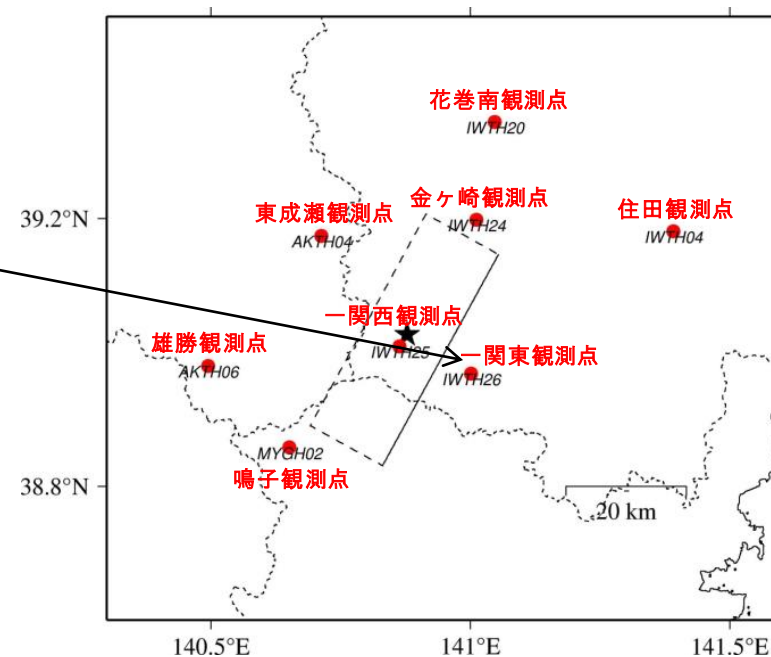 花巻南観測点
IWTH20
金ヶ崎観測点
IWTH24
東成瀬観測点
AKTH04
住田観測点
IWTH04
39.2°N
一関西観測点
IWTH25
一関東観測点
IWTH26
雄勝観測点
AKTH06
MYGH02
鳴子観測点
38.8°N
20 km
140.5°E
141°E
141.5°E